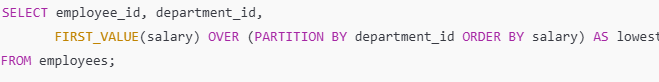 SELECT employee_id, department_id,
FIRST_VALUE(salary) OVER (PARTITION BY department_id ORDER BY salary) AS lowest
FROM employees;